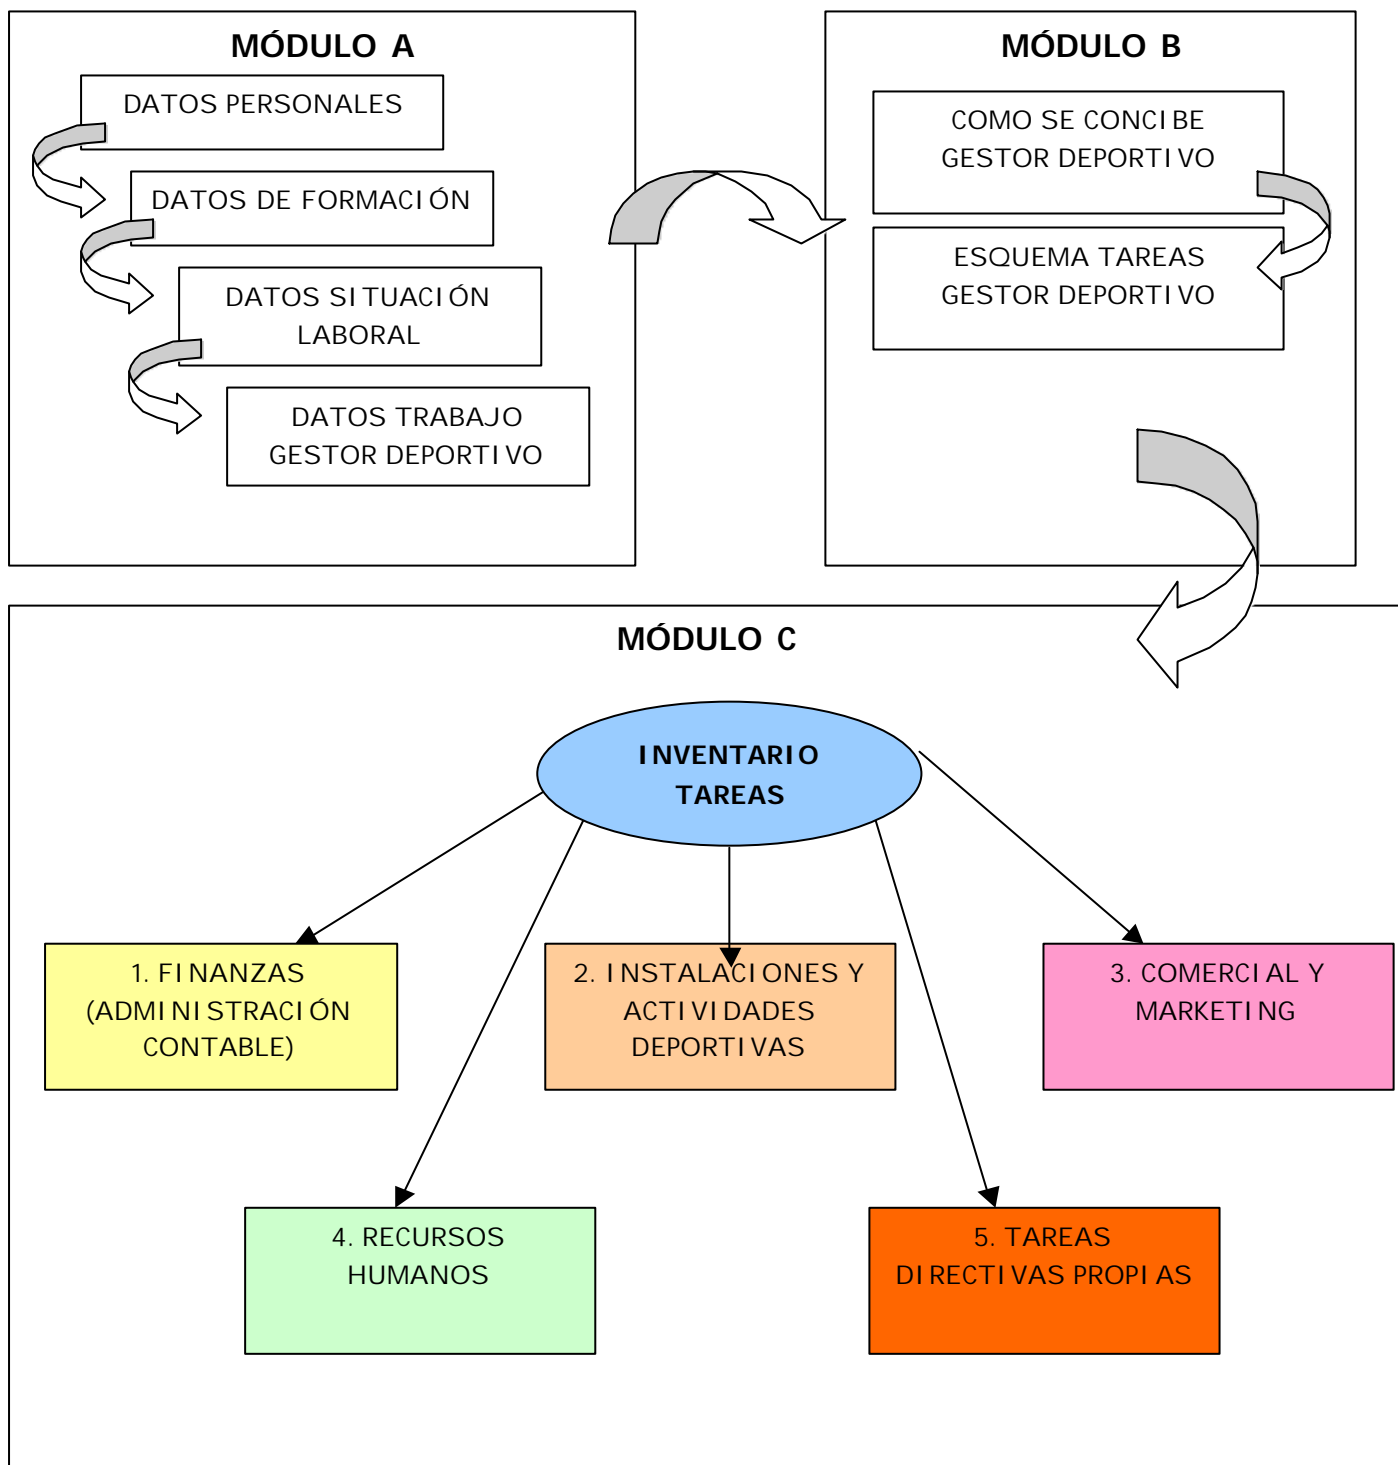 MÓDULO A
DATOS PERSONALES
DATOS DE FORMACIÓN
DATOS SITUACIÓN
LABORAL
DATOS TRABAJO
GESTOR DEPORTIVO
MÓDULO B
COMO SE CONCIBE
GESTOR DEPORTIVO
ESQUEMA TAREAS
GESTOR DEPORTIVO
MÓDULO C
INVENTARIO
TAREAS
1. FINANZAS
(ADMINISTRACIÓN
CONTABLE)
2. INSTALACIONES Y
ACTIVIDADES
DEPORTIVAS
3. COMERCIAL Y
MARKETING
4. RECURSOS
HUMANOS
5. TAREAS
DIRECTIVAS PROPIAS